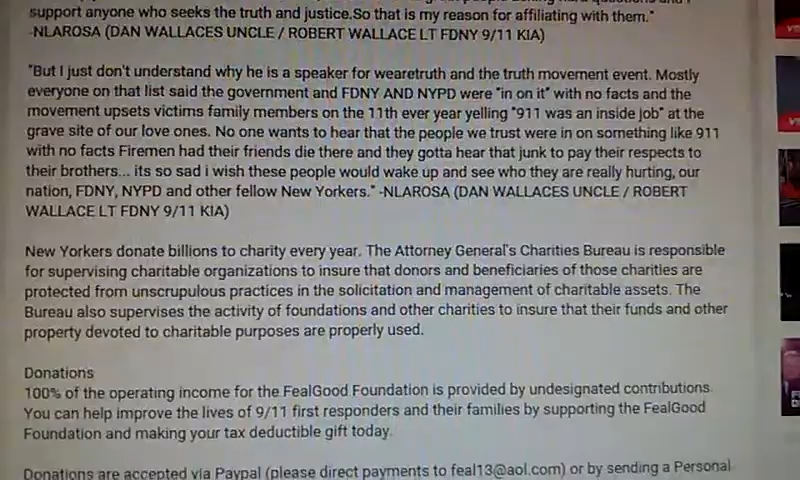 support anyone who seeks the truth and justice.So that is my reason for affiliating with them."
-NLAROSA (DAN WALLACES UNCLE / ROBERT WALLACE LT FDNY 9/11 KIA)
"But I just don't understand why he is a speaker for wearetruth and the truth movement event. Mostly
everyone on that list said the government and FDNY AND NYPD were "in on it" with no facts and the
movement upsets victims family members on the 11th ever year yelling "911 was an inside job" at the
grave site of our love ones. No one wants to hear that the people we trust were in on something like 911
with no facts Firemen had their friends die there and they gotta hear that junk to pay their respects to
their brothers... its so sad i wish these people would wake up and see who they are really hurting, our
nation, FDNY, NYPD and other fellow New Yorkers." -NLAROSA (DAN WALLACES UNCLE / ROBERT
WALLACE LT FDNY 9/11 KIA)
New Yorkers donate billions to charity every year. The Attorney General's Charities Bureau is responsible
for supervising charitable organizations to insure that donors and beneficiaries of those charities are
protected from unscrupulous practices in the solicitation and management of charitable assets. The
Bureau also supervises the activity of foundations and other charities to insure that their funds and other
property devoted to charitable purposes are properly used.
Donations
100% of the operating income for the FealGood Foundation is provided by undesignated contributions.
You can help improve the lives of 9/11 first responders and their families by supporting the FealGood
Foundation and making your tax deductible gift today.
Donations are accepted via Paypal (please direct payments to feal13@aol.com) or by sending a Personal